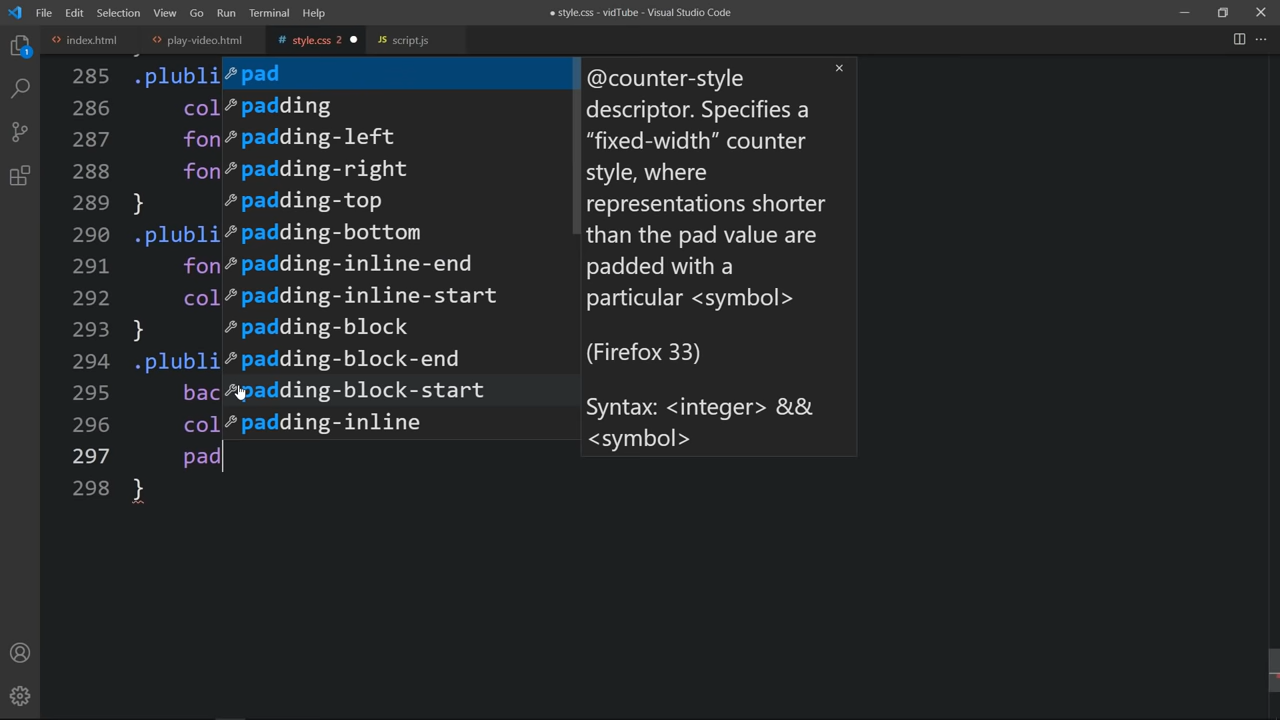 File Edit Selection View Go Run Terminal Help ● style.css - vidTube - Visual Studio Code
<> index.html <> play-video.html # style.css 2 ● JS script.js
1
285 .plubli
286 col
287 fon
288 fon
289 }
290 .plubli
291 fon
292 col
293 }
294 .plubli
295 bac
296 col
297 pad
298 }
pad
padding
padding-left
padding-right
padding-top
padding-bottom
padding-inline-end
padding-inline-start
padding-block
padding-block-end
padding-block-start
padding-inline
@counter-style
descriptor. Specifies a
“fixed-width” counter
style, where
representations shorter
than the pad value are
padded with a
particular <symbol>
(Firefox 33)
Syntax: <integer> &&
<symbol>